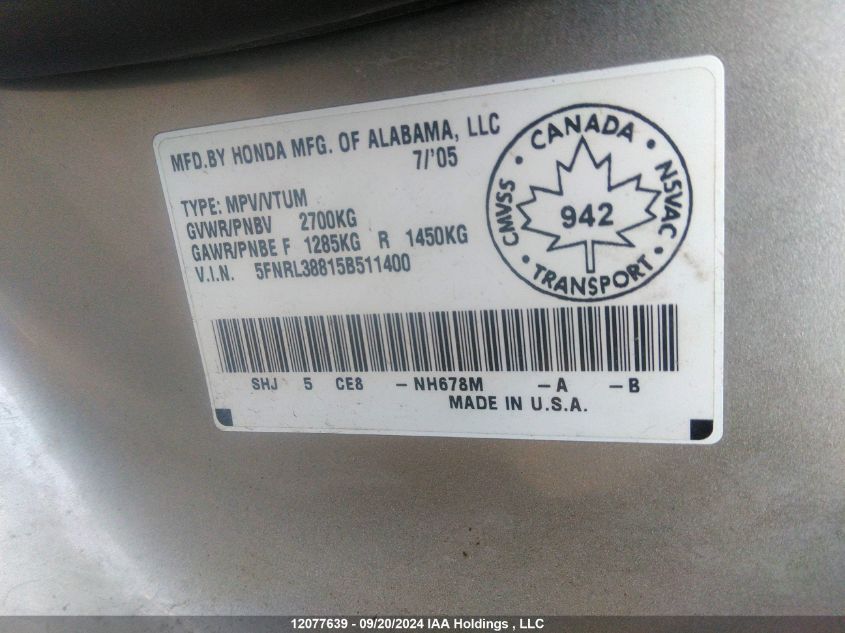 MFD.BY HONDA MFG. OF ALABAMA, LLC
7/'05
TYPE: MPV/VTUM
GVWR/PNBV 2700KG
GAWR/PNBE F 1285KG R 1450KG
V.I.N. 5FNRL38815B511400
CANADA
CMVSS
NSVAC
942
TRANSPORT
SHJ 5 CE8 -NH678M -A -B
MADE IN U.S.A.
12077639 - 09/20/2024 IAA Holdings , LLC